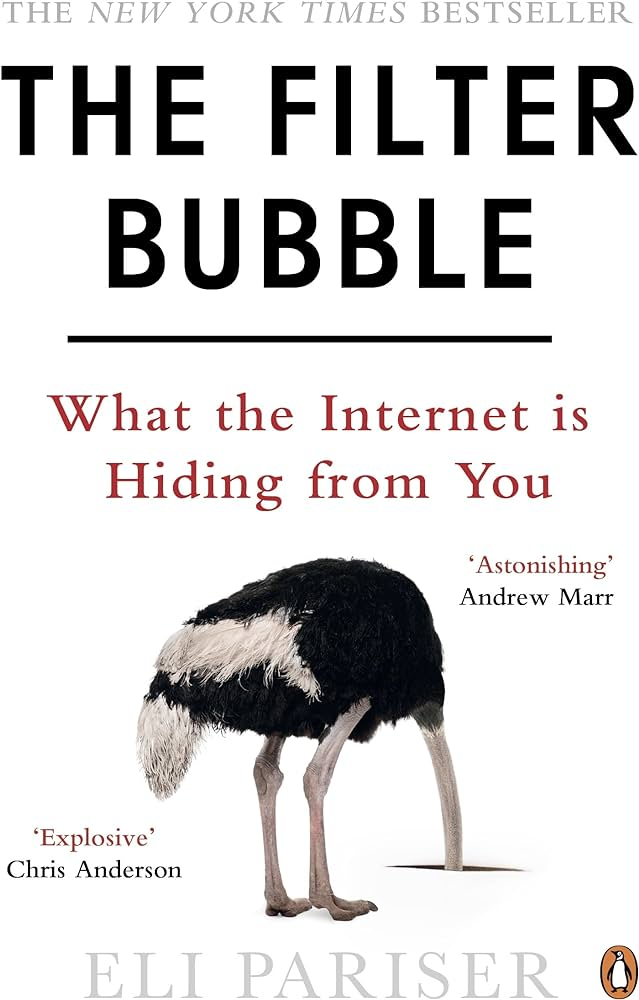 THE NEW YORK TIMES BESTSELLER
THE FILTER
BUBBLE
What the Internet is
Hiding from You
‘Astonishing’
Andrew Marr
‘Explosive’
Chris Anderson
ELI PARISER